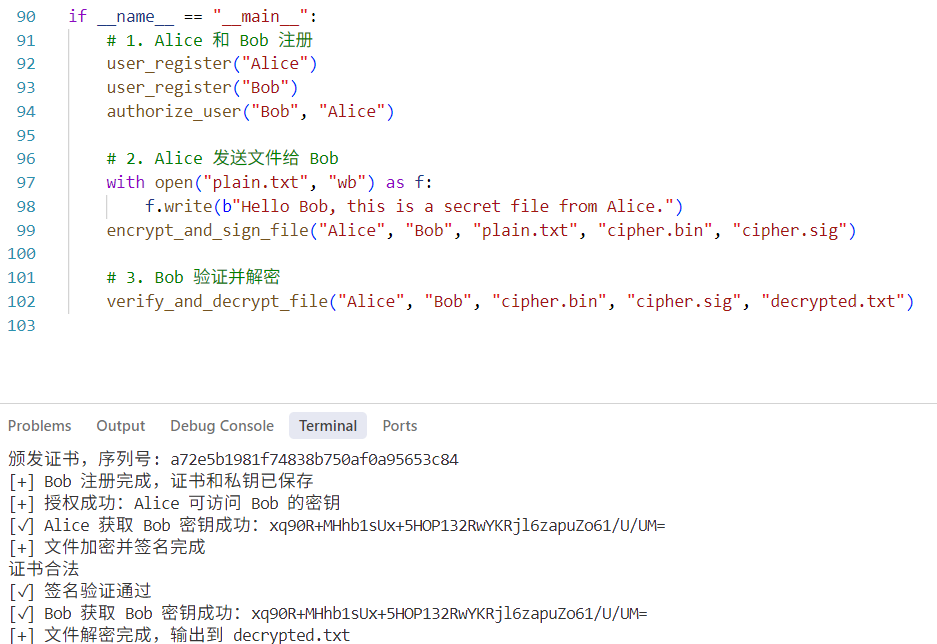 90 if __name__ == "__main__":
91 # 1. Alice 和 Bob 注册
92 user_register("Alice")
93 user_register("Bob")
94 authorize_user("Bob", "Alice")
95
96 # 2. Alice 发送文件给 Bob
97 with open("plain.txt", "wb") as f:
98 f.write(b"Hello Bob, this is a secret file from Alice.")
99 encrypt_and_sign_file("Alice", "Bob", "plain.txt", "cipher.bin", "cipher.sig")
100
101 # 3. Bob 验证并解密
102 verify_and_decrypt_file("Alice", "Bob", "cipher.bin", "cipher.sig", "decrypted.txt")
103
Problems Output Debug Console Terminal Ports
颁发证书，序列号: a72e5b1981f74838b750af0a95653c84
[+] Bob 注册完成，证书和私钥已保存
[+] 授权成功：Alice 可访问 Bob 的密钥
[√] Alice 获取 Bob 密钥成功：xq90R+MHhb1sUx+5HOP132RwYKRjl6zapuZo61/U/UM=
[+] 文件加密并签名完成
证书合法
[√] 签名验证通过
[√] Bob 获取 Bob 密钥成功：xq90R+MHhb1sUx+5HOP132RwYKRjl6zapuZo61/U/UM=
[+] 文件解密完成，输出到 decrypted.txt